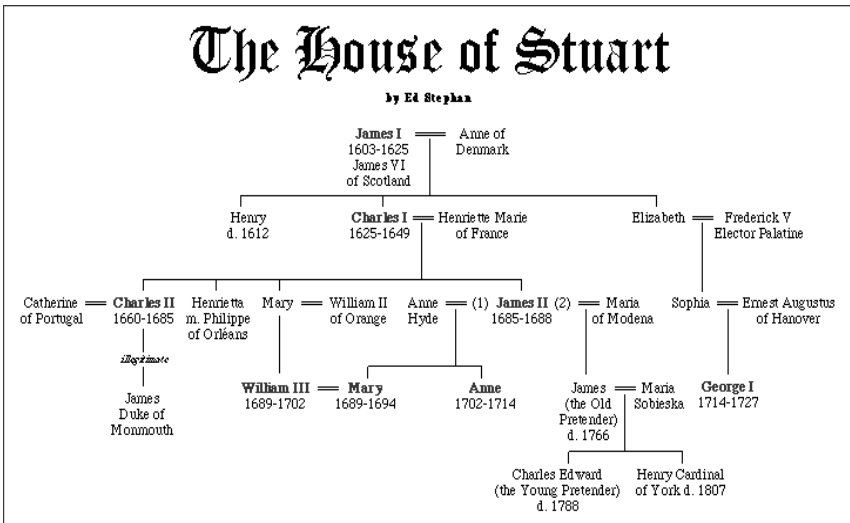 The House of Stuart
by Ed Stephan
James I
1603-1625
James VI
of Scotland
Anne of
Denmark
Henry
d. 1612
Charles I
1625-1649
Henriette Marie
of France
Elizabeth
Frederick V
Elector Palatine
Catherine
of Portugal
Charles II
1660-1685
Henrietta
m. Philippe
of Orléans
Mary
William II
of Orange
Anne
Hyde
(1) James II (2)
1685-1688
Maria
of Modena
Sophia
Ernest Augustus
of Hanover
illegitimate
James
Duke of
Monmouth
William III
1689-1702
Mary
1689-1694
Anne
1702-1714
James
(the Old
Pretender)
d. 1766
Maria
Sobieska
George I
1714-1727
Charles Edward
(the Young Pretender)
d. 1788
Henry Cardinal
of York d. 1807